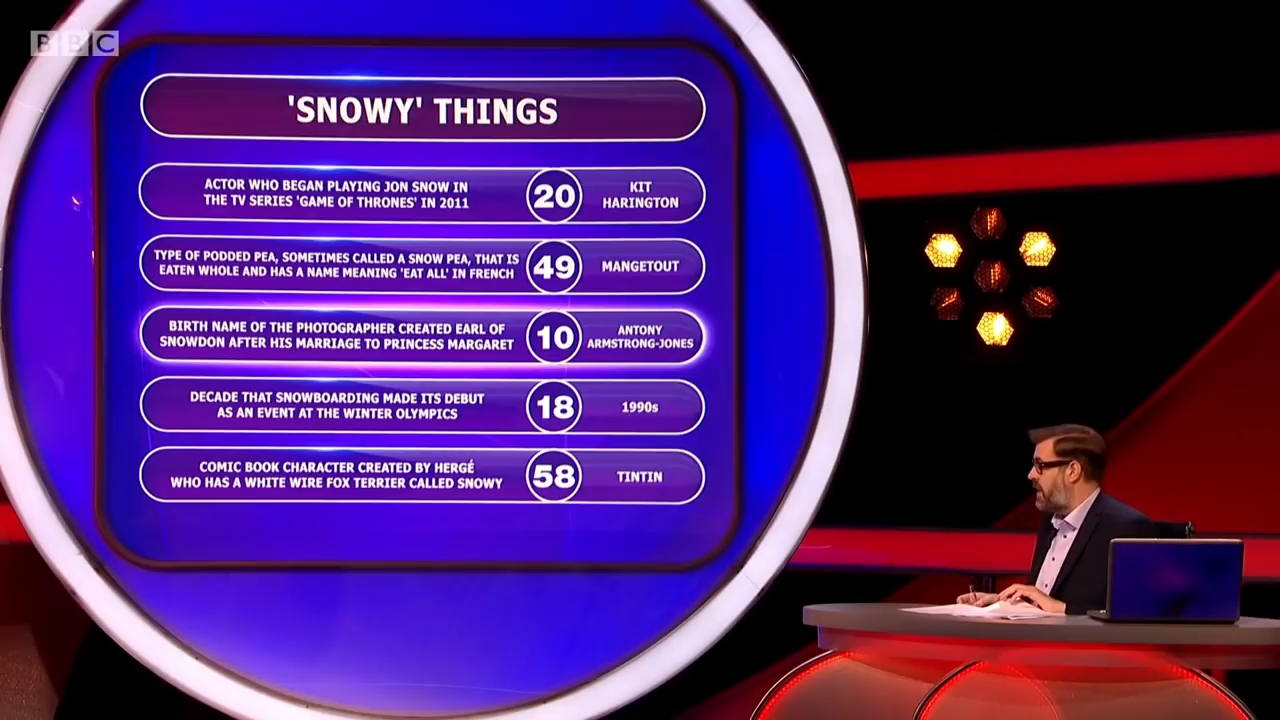 BBC
'SNOWY' THINGS
ACTOR WHO BEGAN PLAYING JON SNOW IN
THE TV SERIES 'GAME OF THRONES' IN 2011
20
KIT
HARINGTON
TYPE OF PODDED PEA, SOMETIMES CALLED A SNOW PEA, THAT IS
EATEN WHOLE AND HAS A NAME MEANING 'EAT ALL' IN FRENCH
49
MANGETOUT
BIRTH NAME OF THE PHOTOGRAPHER CREATED EARL OF
SNOWDON AFTER HIS MARRIAGE TO PRINCESS MARGARET
10
ANTONY
ARMSTRONG-JONES
DECADE THAT SNOWBOARDING MADE ITS DEBUT
AS AN EVENT AT THE WINTER OLYMPICS
18
1990s
COMIC BOOK CHARACTER CREATED BY HERGÉ
WHO HAS A WHITE WIRE FOX TERRIER CALLED SNOWY
58
TINTIN